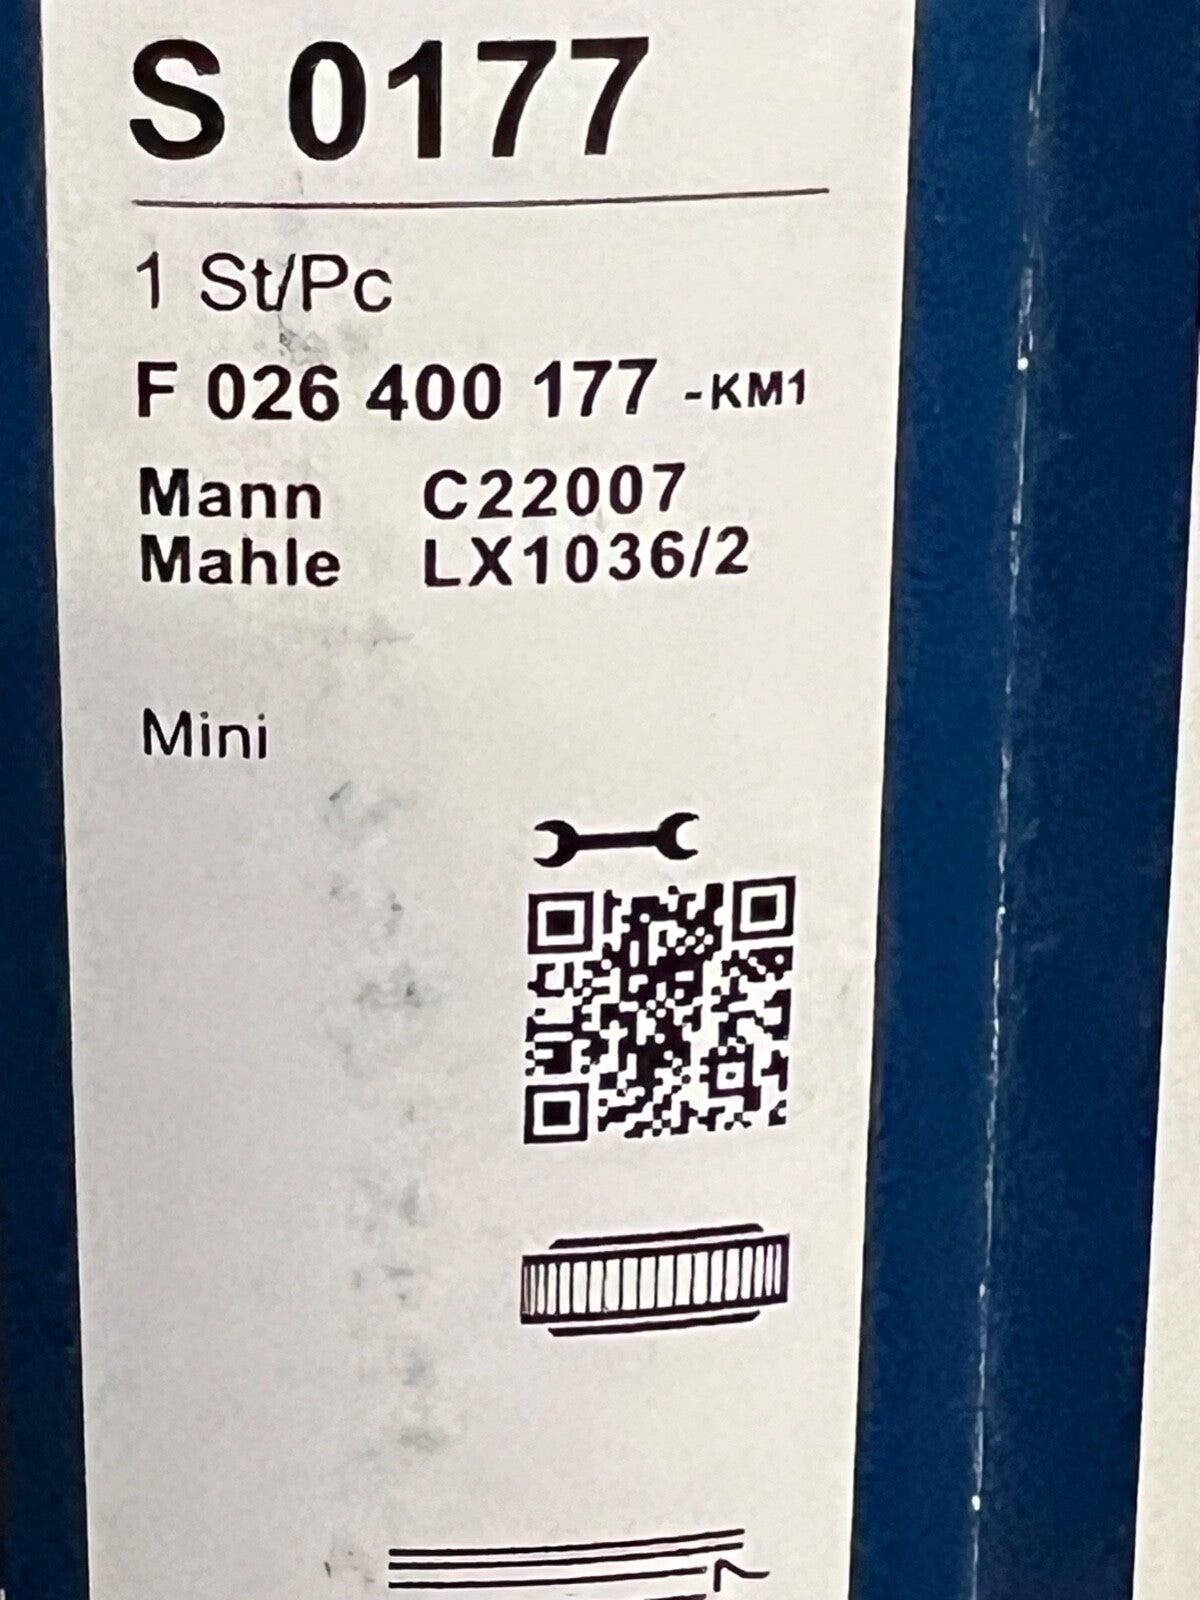 S 0177
1 St/Pc
F 026 400 177 -KM1
Mann C22007
Mahle LX1036/2
Mini